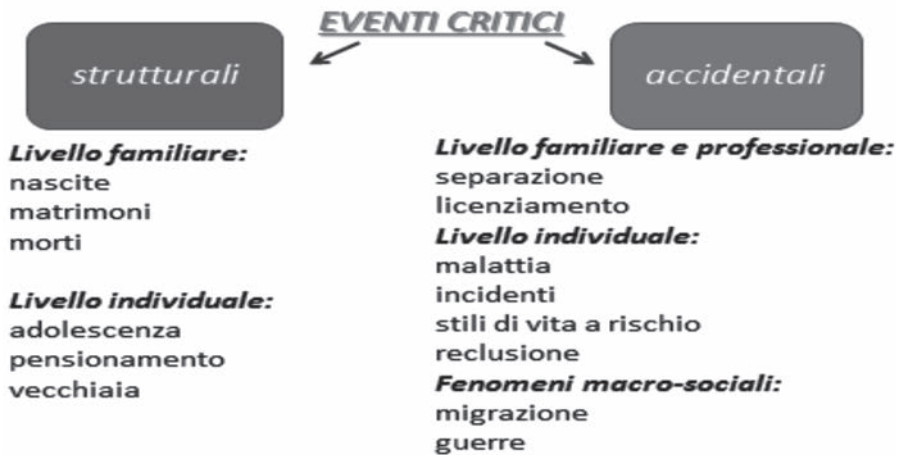 EVENTI CRITICI
strutturali
Livello familiare:
nascite
matrimoni
morti
Livello individuale:
adolescenza
pensionamento
vecchiaia
accidentali
Livello familiare e professionale:
separazione
licenziamento
Livello individuale:
malattia
incidenti
stili di vita a rischio
reclusione
Fenomeni macro-sociali:
migrazione
guerre